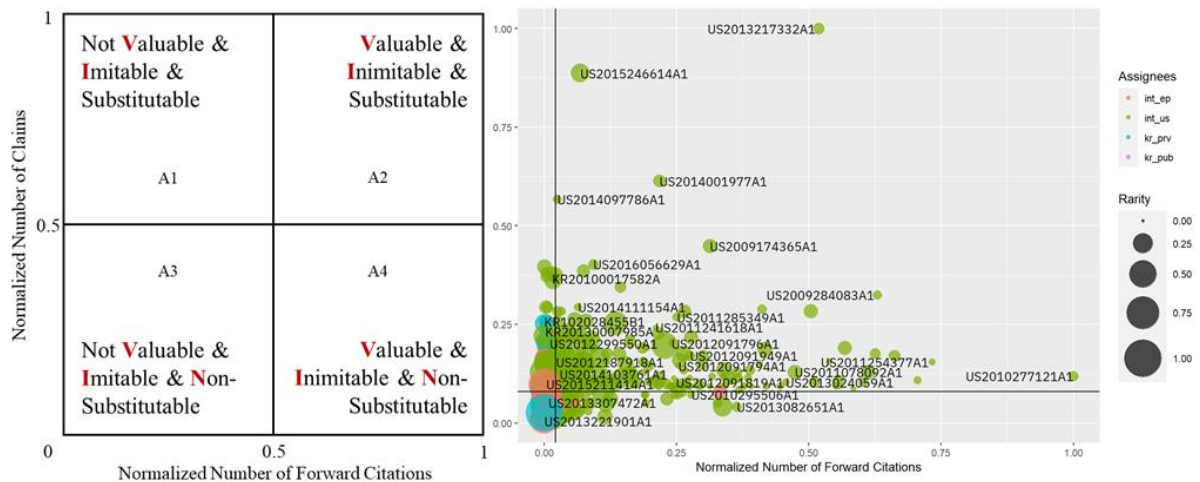 Normalized Number of Claims
1
0.5
0
Not Valuable &
Imitable &
Substitutable
A1
Valuable &
Inimitable &
Substitutable
A2
A3
Not Valuable &
Imitable & Non-
Substitutable
A4
Valuable &
Inimitable & Non-
Substitutable
0.5
1
Normalized Number of Forward Citations
1.00
0.75
0.50
0.25
0.00
US2013217332A1
US2015246614A1
US2014001977A1
US2014097786A1
US2009174365A1
US2016056629A1
KR20100017582A
US2009284083A1
US2014111154A1
US2011285349A1
KR102028455B1
US2011241618A1
KR20130007985A
US2012299550A1
US2012091796A1
US2012091949A1
US2012187918A1
US2012091794A1
US2011254377A1
US2014103761A1
US2011078092A1
US2010277121A1
US2015211414A1
US2012091819A1
US2013024059A1
US2010295506A1
US2013307472A1
US2013082651A1
US2013221901A1
0.00
0.25
0.50
0.75
1.00
Normalized Number of Forward Citations
Assignees
int_ep
int_us
kr_prv
kr_pub
Rarity
0.00
0.25
0.50
0.75
1.00